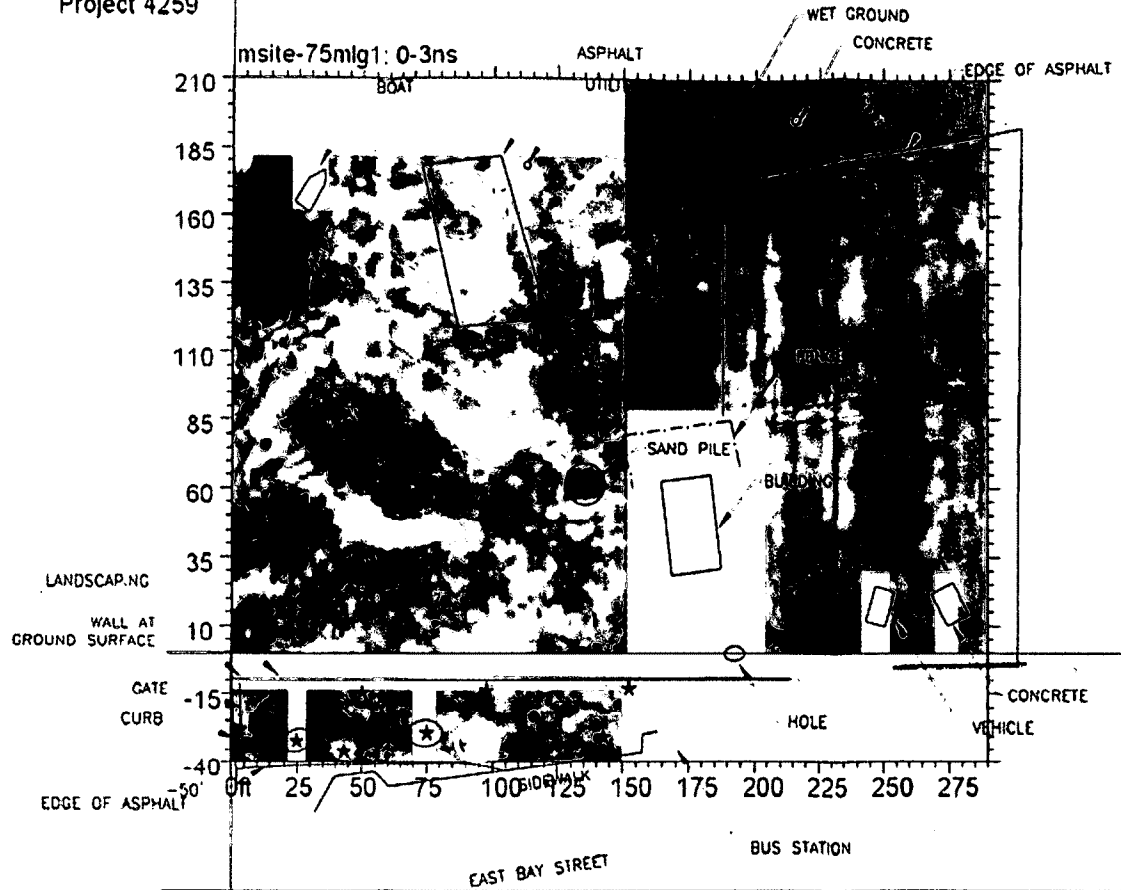 Project 4259
WET GROUND
CONCRETE
ASPHALT
msite-75mlg1: 0-3ns
EDGE OF ASPHALT
BOAT
210
185
160
135
110
85
SAND PILE
60
BUILDING
35
LANDSCAP.NG
WALL AT
GROUND SURFACE
10
GATE
-15
CONCRETE
CURB
HOLE
VEHICLE
-40
-50'
0ft 25 50 75 100 125 150 175 200 225 250 275
SIDEWALK
EDGE OF ASPHALT
BUS STATION
EAST BAY STREET